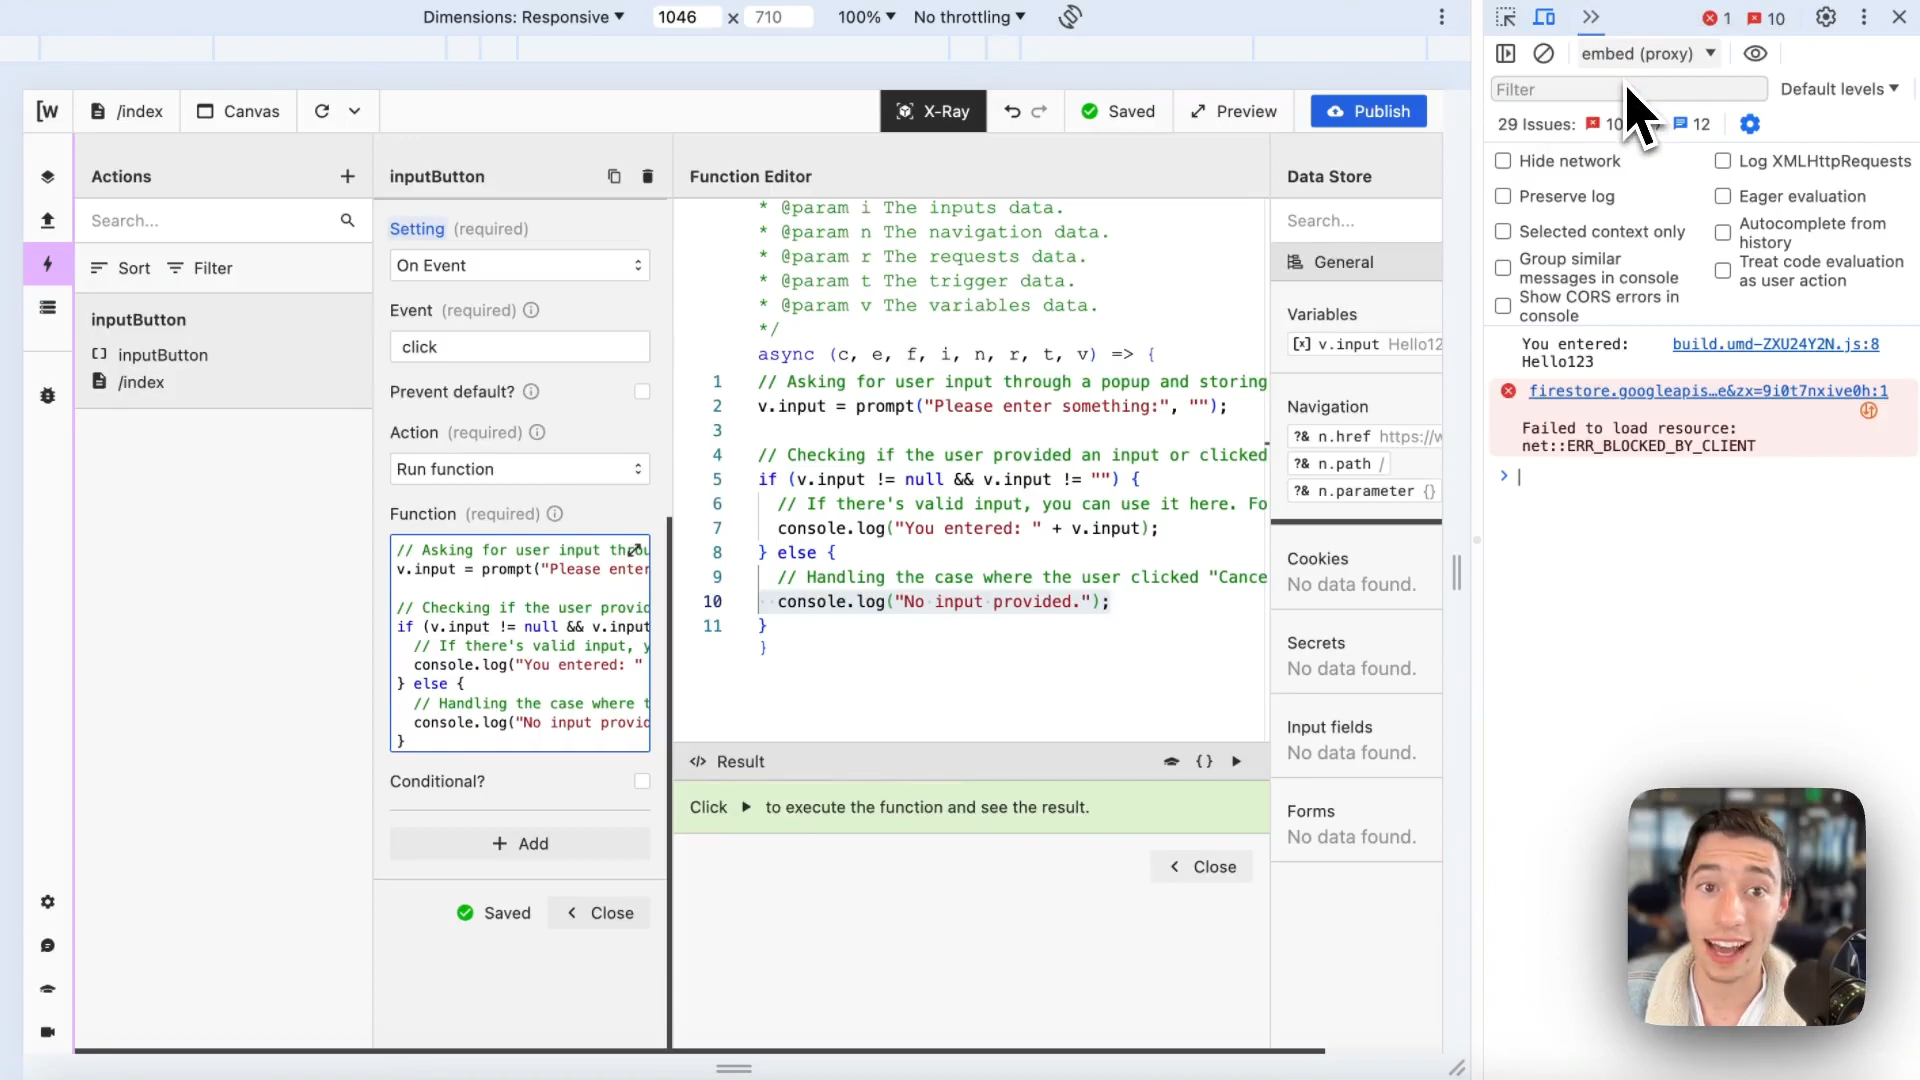 Dimensions: Responsive ▼ 1046 x 710 100% ▼ No throttling ▼
1 10
embed (proxy) ▼
Filter
Default levels ▼
29 Issues: 10 12
Hide network
Log XMLHttpRequests
Preserve log
Eager evaluation
Selected context only
Autocomplete from
history
Group similar
messages in console
Treat code evaluation
as user action
Show CORS errors in
console
You entered: build.umd-ZXU24Y2N.js:8
Hello123
firestore.googleapis…e&zx=9i0t7nxive0h:1
Failed to load resource:
net::ERR_BLOCKED_BY_CLIENT
>
[w /index Canvas X-Ray Saved Preview Publish
Actions +
Search...
Sort Filter
inputButton
inputButton
/index
inputButton
Setting (required)
On Event
Event (required)
click
Prevent default?
Action (required)
Run function
Function (required)
// Asking for user input throu
v.input = prompt("Please enter
// Checking if the user provid
if (v.input != null && v.input
// If there's valid input, y
console.log("You entered: "
} else {
// Handling the case where t
console.log("No input provid
}
Conditional?
+ Add
Saved < Close
Function Editor
* @param i The inputs data.
* @param n The navigation data.
* @param r The requests data.
* @param t The trigger data.
* @param v The variables data.
*/
async (c, e, f, i, n, r, t, v) => {
1 // Asking for user input through a popup and storing
2 v.input = prompt("Please enter something:", "");
3
4 // Checking if the user provided an input or clicked
5 if (v.input != null && v.input != "") {
6 // If there's valid input, you can use it here. Fo
7 console.log("You entered: " + v.input);
8 } else {
9 // Handling the case where the user clicked "Cance
10 console.log("No input provided.");
11 }
}
</> Result {}
Click ▶ to execute the function and see the result.
< Close
Data Store
Search...
General
Variables
[x] v.input Hello12
Navigation
?& n.href https://w
?& n.path /
?& n.parameter {}
Cookies
No data found.
Secrets
No data found.
Input fields
No data found.
Forms
No data found.